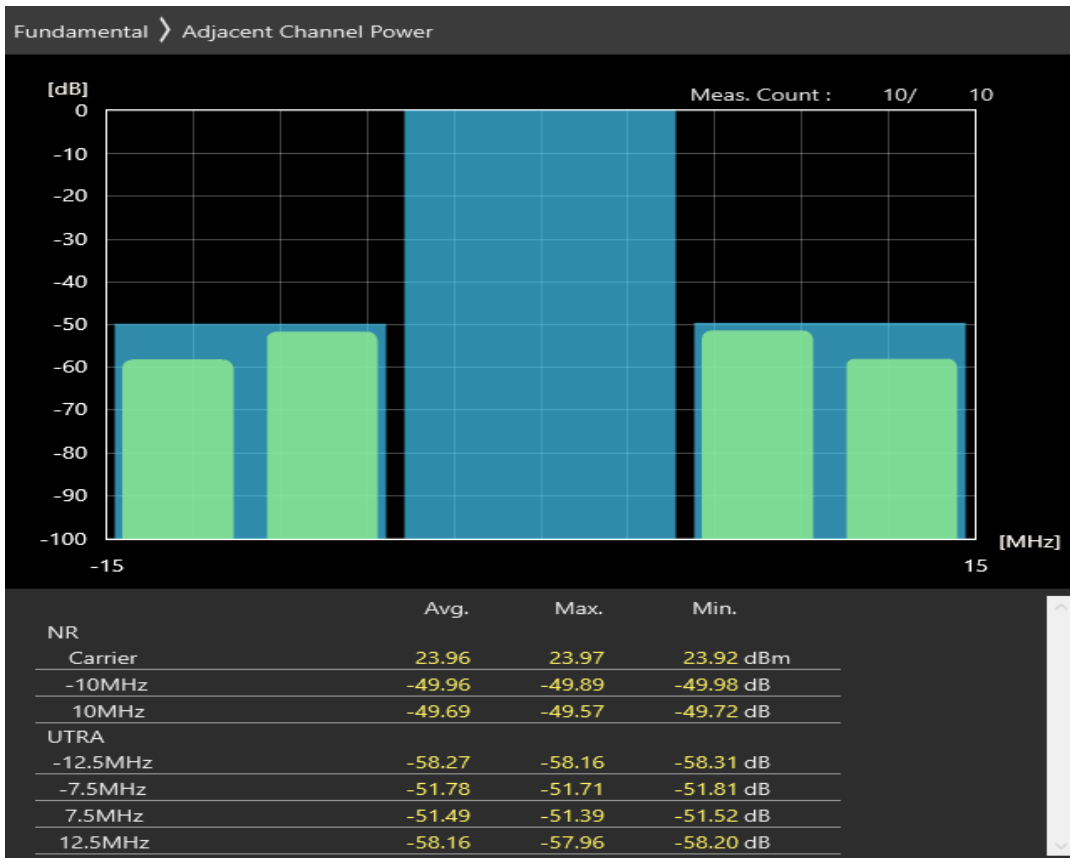 Fundamental 〉 Adjacent Channel Power
[dB]
Meas. Count : 10/ 10
0
-10
-20
-30
-40
-50
-60
-70
-80
-90
-100
[MHz]
-15 15
Avg. Max. Min.
NR
Carrier 23.96 23.97 23.92 dBm
-10MHz -49.96 -49.89 -49.98 dB
10MHz -49.69 -49.57 -49.72 dB
UTRA
-12.5MHz -58.27 -58.16 -58.31 dB
-7.5MHz -51.78 -51.71 -51.81 dB
7.5MHz -51.49 -51.39 -51.52 dB
12.5MHz -58.16 -57.96 -58.20 dB